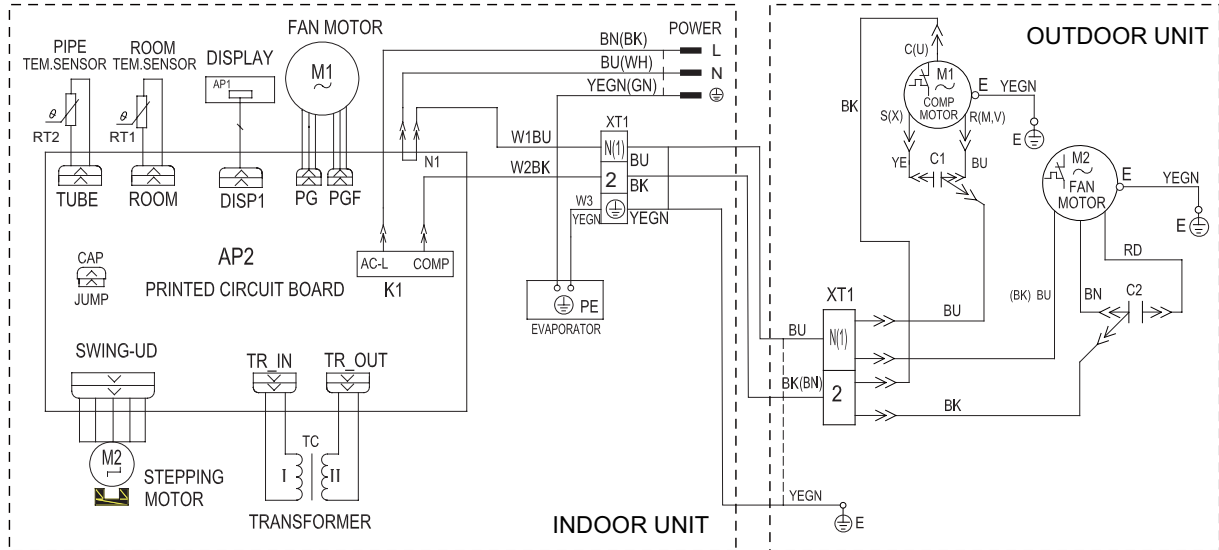 PIPE
TEM.SENSOR
ROOM
TEM.SENSOR
DISPLAY
AP1
FAN MOTOR
M1
~
θ
RT2
θ
RT1
TUBE
ROOM
DISP1
PG
PGF
BN(BK)
BU(WH)
YEGN(GN)
POWER
L
N
N1
W1BU
W2BK
W3
YEGN
XT1
N(1)
2
BU
BK
YEGN
CAP
JUMP
AP2
PRINTED CIRCUIT BOARD
AC-L
COMP
K1
PE
EVAPORATOR
SWING-UD
M2
STEPPING
MOTOR
TR_IN
TR_OUT
TC
I
II
TRANSFORMER
INDOOR UNIT
OUTDOOR UNIT
BK
C(U)
M1
~
COMP
MOTOR
S(X)
R(M,V)
E
YEGN
E
YE
C1
BU
M2
~
FAN
MOTOR
E
YEGN
E
RD
(BK) BU
BN
C2
XT1
N(1)
2
BU
BK(BN)
BU
BK
YEGN
E